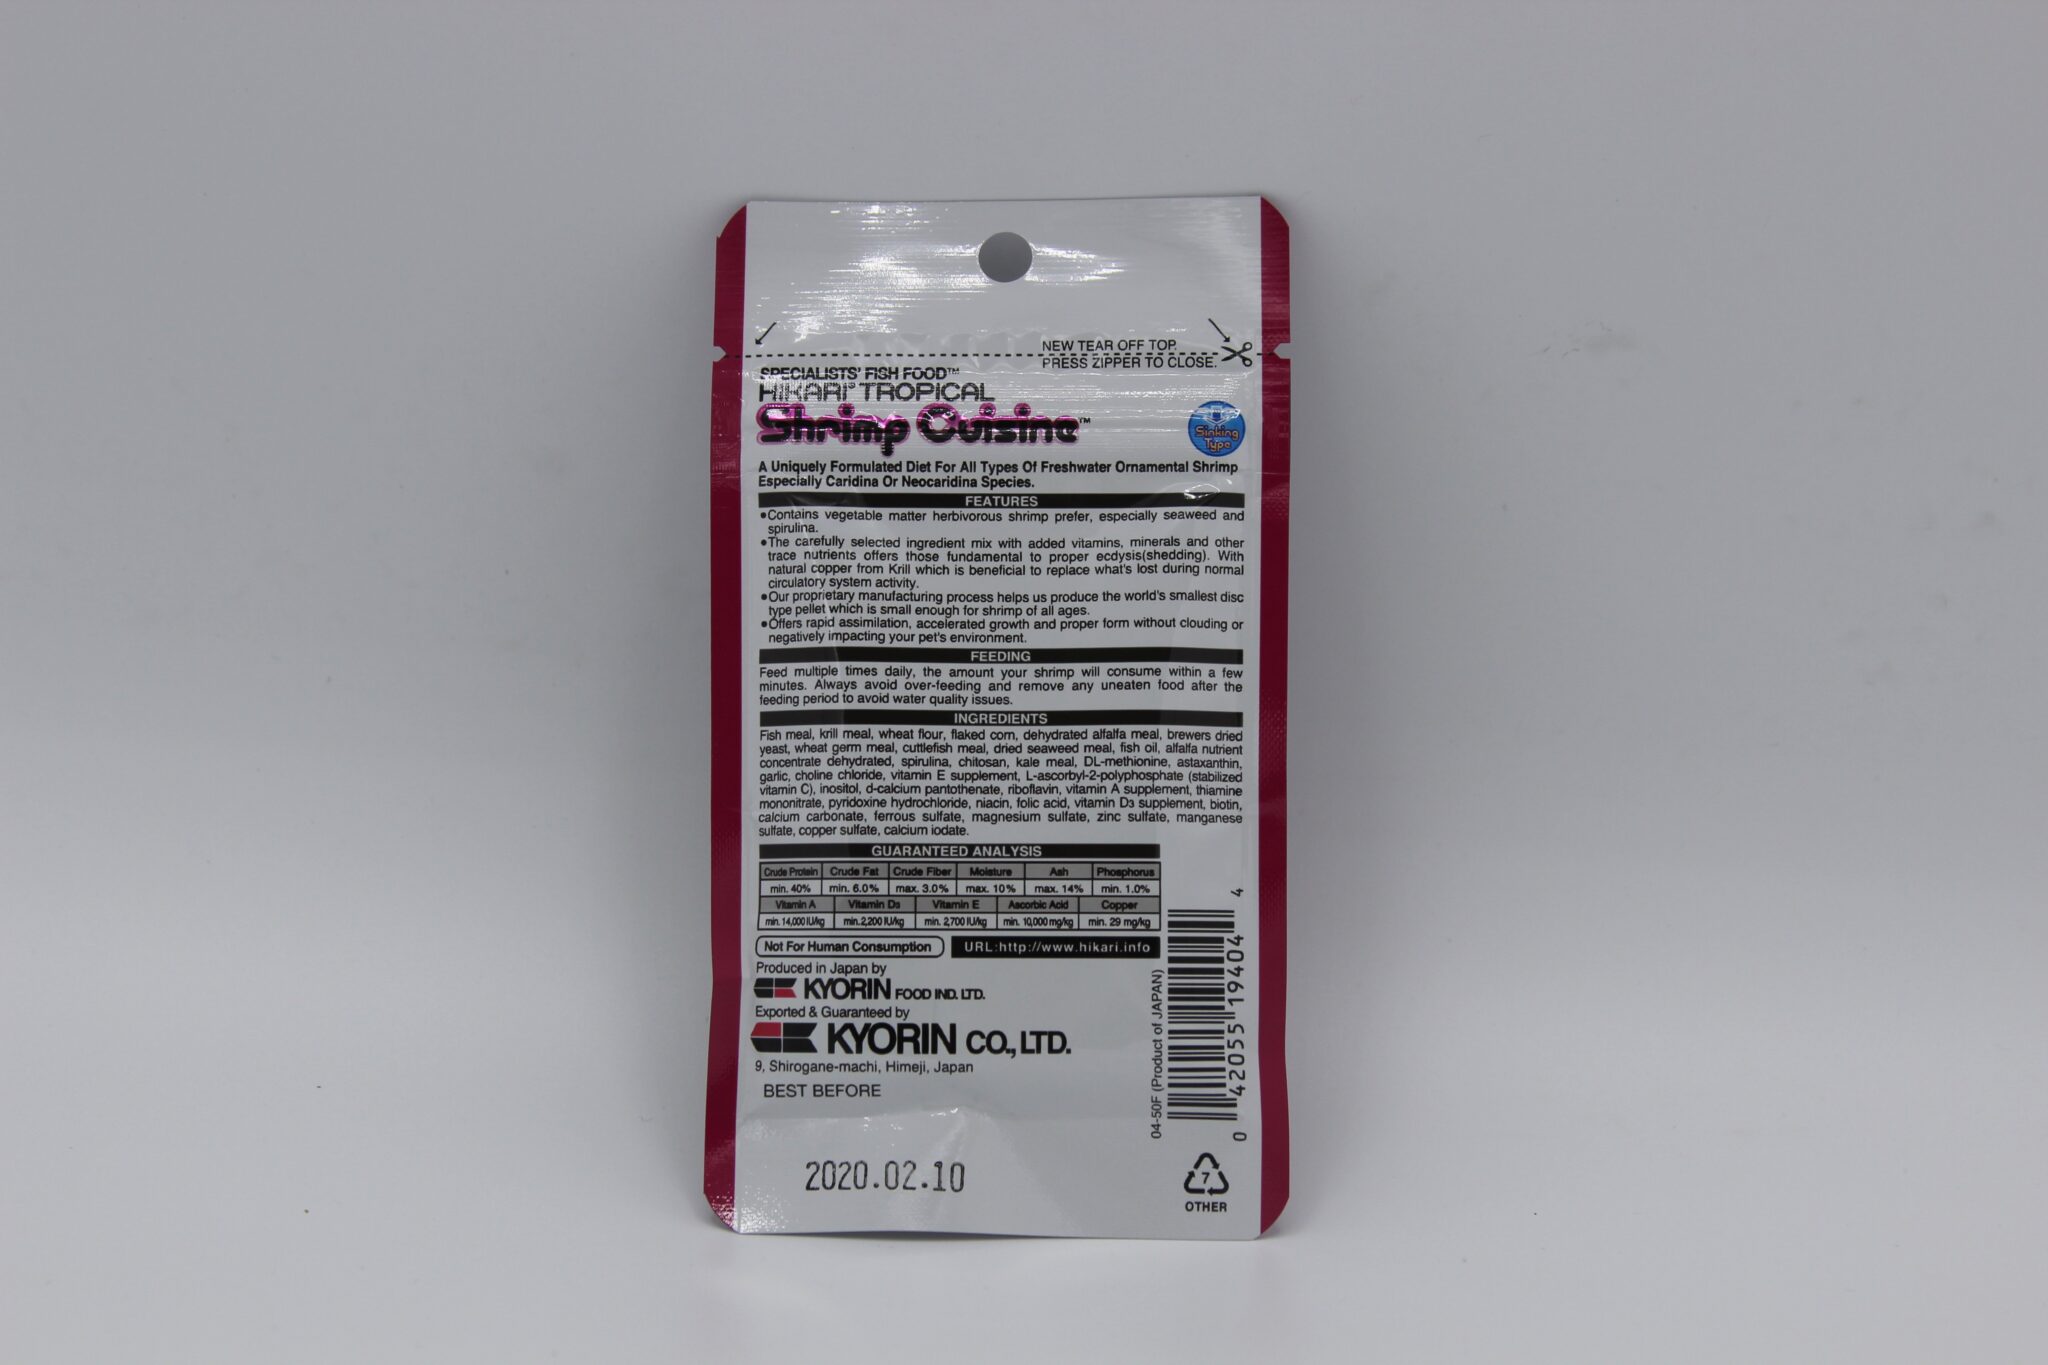 NEW TEAR OFF TOP.
PRESS ZIPPER TO CLOSE.
SPECIALISTS' FISH FOOD™
HIKARI® TROPICAL
Shrimp Cuisine™
Sinking
Type
A Uniquely Formulated Diet For All Types Of Freshwater Ornamental Shrimp
Especially Caridina Or Neocaridina Species.
FEATURES
•Contains vegetable matter herbivorous shrimp prefer, especially seaweed and
spirulina.
•The carefully selected ingredient mix with added vitamins, minerals and other
trace nutrients offers those fundamental to proper ecdysis(shedding). With
natural copper from Krill which is beneficial to replace what's lost during normal
circulatory system activity.
•Our proprietary manufacturing process helps us produce the world's smallest disc
type pellet which is small enough for shrimp of all ages.
•Offers rapid assimilation, accelerated growth and proper form without clouding or
negatively impacting your pet's environment.
FEEDING
Feed multiple times daily, the amount your shrimp will consume within a few
minutes. Always avoid over-feeding and remove any uneaten food after the
feeding period to avoid water quality issues.
INGREDIENTS
Fish meal, krill meal, wheat flour, flaked corn, dehydrated alfalfa meal, brewers dried
yeast, wheat germ meal, cuttlefish meal, dried seaweed meal, fish oil, alfalfa nutrient
concentrate dehydrated, spirulina, chitosan, kale meal, DL-methionine, astaxanthin,
garlic, choline chloride, vitamin E supplement, L-ascorbyl-2-polyphosphate (stabilized
vitamin C), inositol, d-calcium pantothenate, riboflavin, vitamin A supplement, thiamine
mononitrate, pyridoxine hydrochloride, niacin, folic acid, vitamin D3 supplement, biotin,
calcium carbonate, ferrous sulfate, magnesium sulfate, zinc sulfate, manganese
sulfate, copper sulfate, calcium iodate.
GUARANTEED ANALYSIS
Crude Protein Crude Fat Crude Fiber Moisture Ash Phosphorus
min. 40% min. 6.0% max. 3.0% max. 10% max. 14% min. 1.0%
Vitamin A Vitamin D3 Vitamin E Ascorbic Acid Copper
min. 14,000 IU/kg min. 2,200 IU/kg min. 2,700 IU/kg min. 10,000 mg/kg min. 29 mg/kg
Not For Human Consumption URL:http://www.hikari.info
Produced in Japan by
KYORIN FOOD IND. LTD.
Exported & Guaranteed by
KYORIN CO., LTD.
9, Shirogane-machi, Himeji, Japan
BEST BEFORE
2020.02.10
04-50F (Product of JAPAN)
0 42055 19404 4
7
OTHER